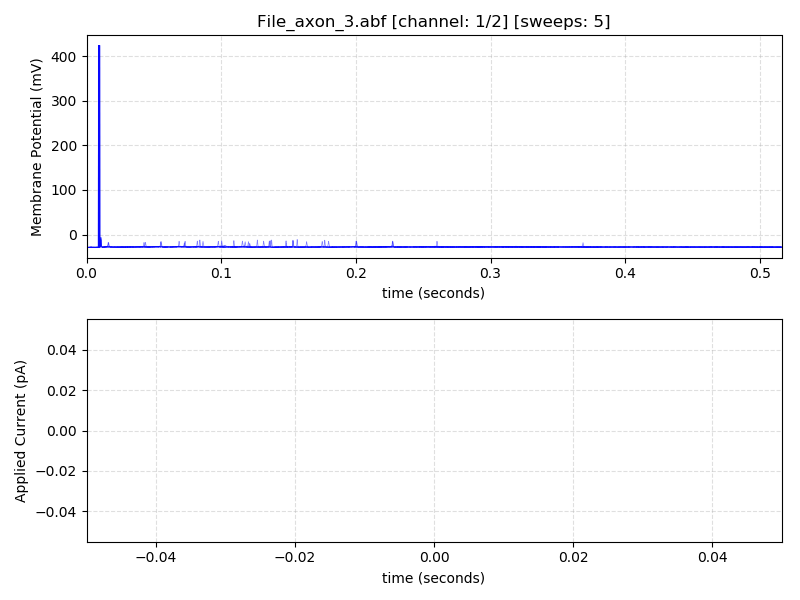 File_axon_3.abf [channel: 1/2] [sweeps: 5]
400
300
200
100
0
Membrane Potential (mV)
0.0 0.1 0.2 0.3 0.4 0.5
time (seconds)
0.04
0.02
0.00
−0.02
−0.04
Applied Current (pA)
−0.04 −0.02 0.00 0.02 0.04
time (seconds)